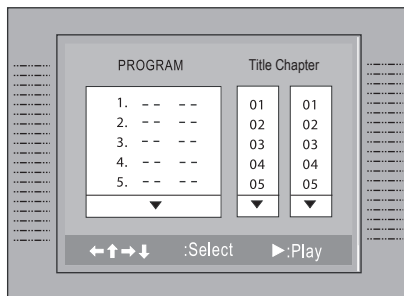 PROGRAM Title Chapter
1. -- -- 01 01
2. -- -- 02 02
3. -- -- 03 03
4. -- -- 04 04
5. -- -- 05 05
▼ ▼ ▼
←↑→↓ :Select ►:Play